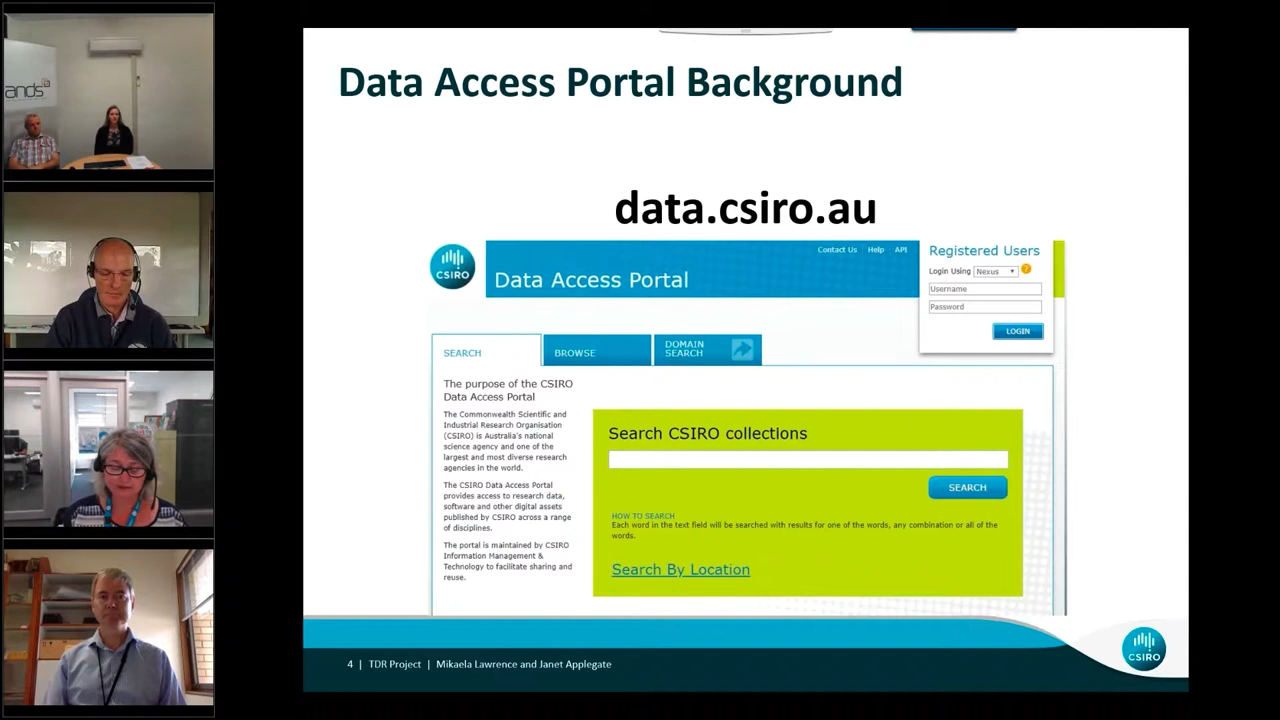 ands
Data Access Portal Background
data.csiro.au
CSIRO
Data Access Portal
Contact Us Help API
Registered Users
Login Using Nexus ?
Username
Password
LOGIN
SEARCH
BROWSE
DOMAIN
SEARCH
The purpose of the CSIRO
Data Access Portal
The Commonwealth Scientific and
Industrial Research Organisation
(CSIRO) is Australia's national
science agency and one of the
largest and most diverse research
agencies in the world.
The CSIRO Data Access Portal
provides access to research data,
software and other digital assets
published by CSIRO across a range
of disciplines.
The portal is maintained by CSIRO
Information Management &
Technology to facilitate sharing and
reuse.
Search CSIRO collections
SEARCH
HOW TO SEARCH
Each word in the text field will be searched with results for one of the words, any combination or all of the
words.
Search By Location
4 | TDR Project | Mikaela Lawrence and Janet Applegate
CSIRO